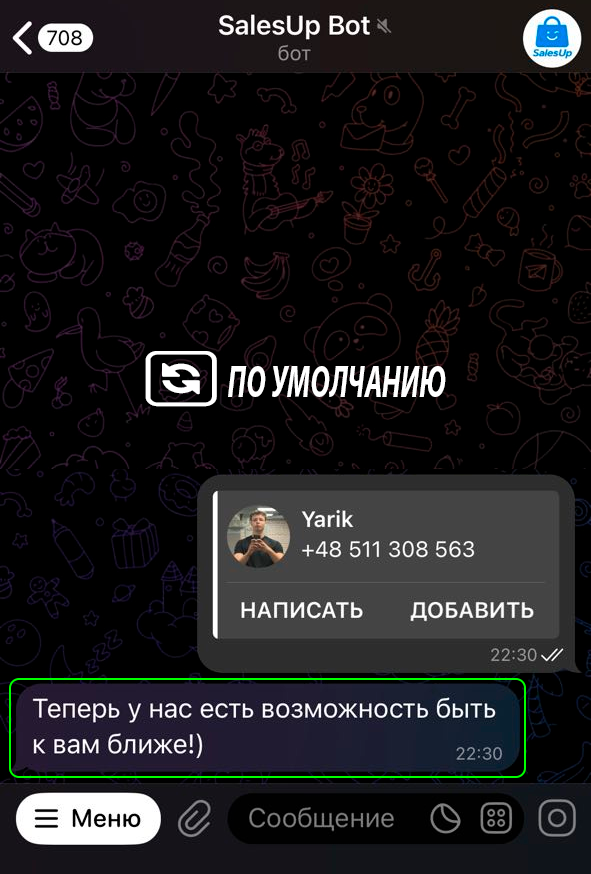 708
SalesUp Bot
бот
SalesUp
ПО УМОЛЧАНИЮ
Yarik
+48 511 308 563
НАПИСАТЬ ДОБАВИТЬ
22:30
Теперь у нас есть возможность быть
к вам ближе!)
22:30
Меню
Сообщение